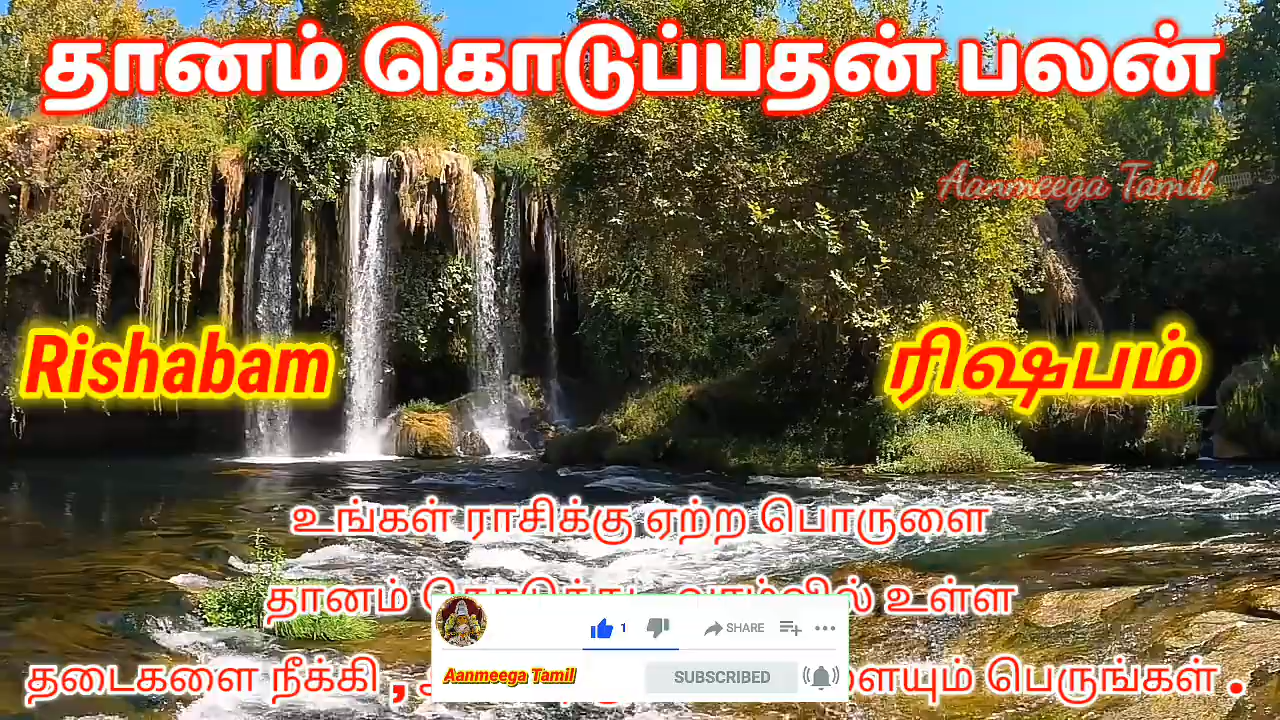 தானம் கொடுப்பதன் பலன்
Aanmeega Tamil
Rishabam
ரிஷபம்
உங்கள் ராசிக்கு ஏற்ற பொருளை
தானம் உள்ள
1 SHARE
தடைகளை நீக்கி , பெருங்கள் .
Aanmeega Tamil SUBSCRIBED